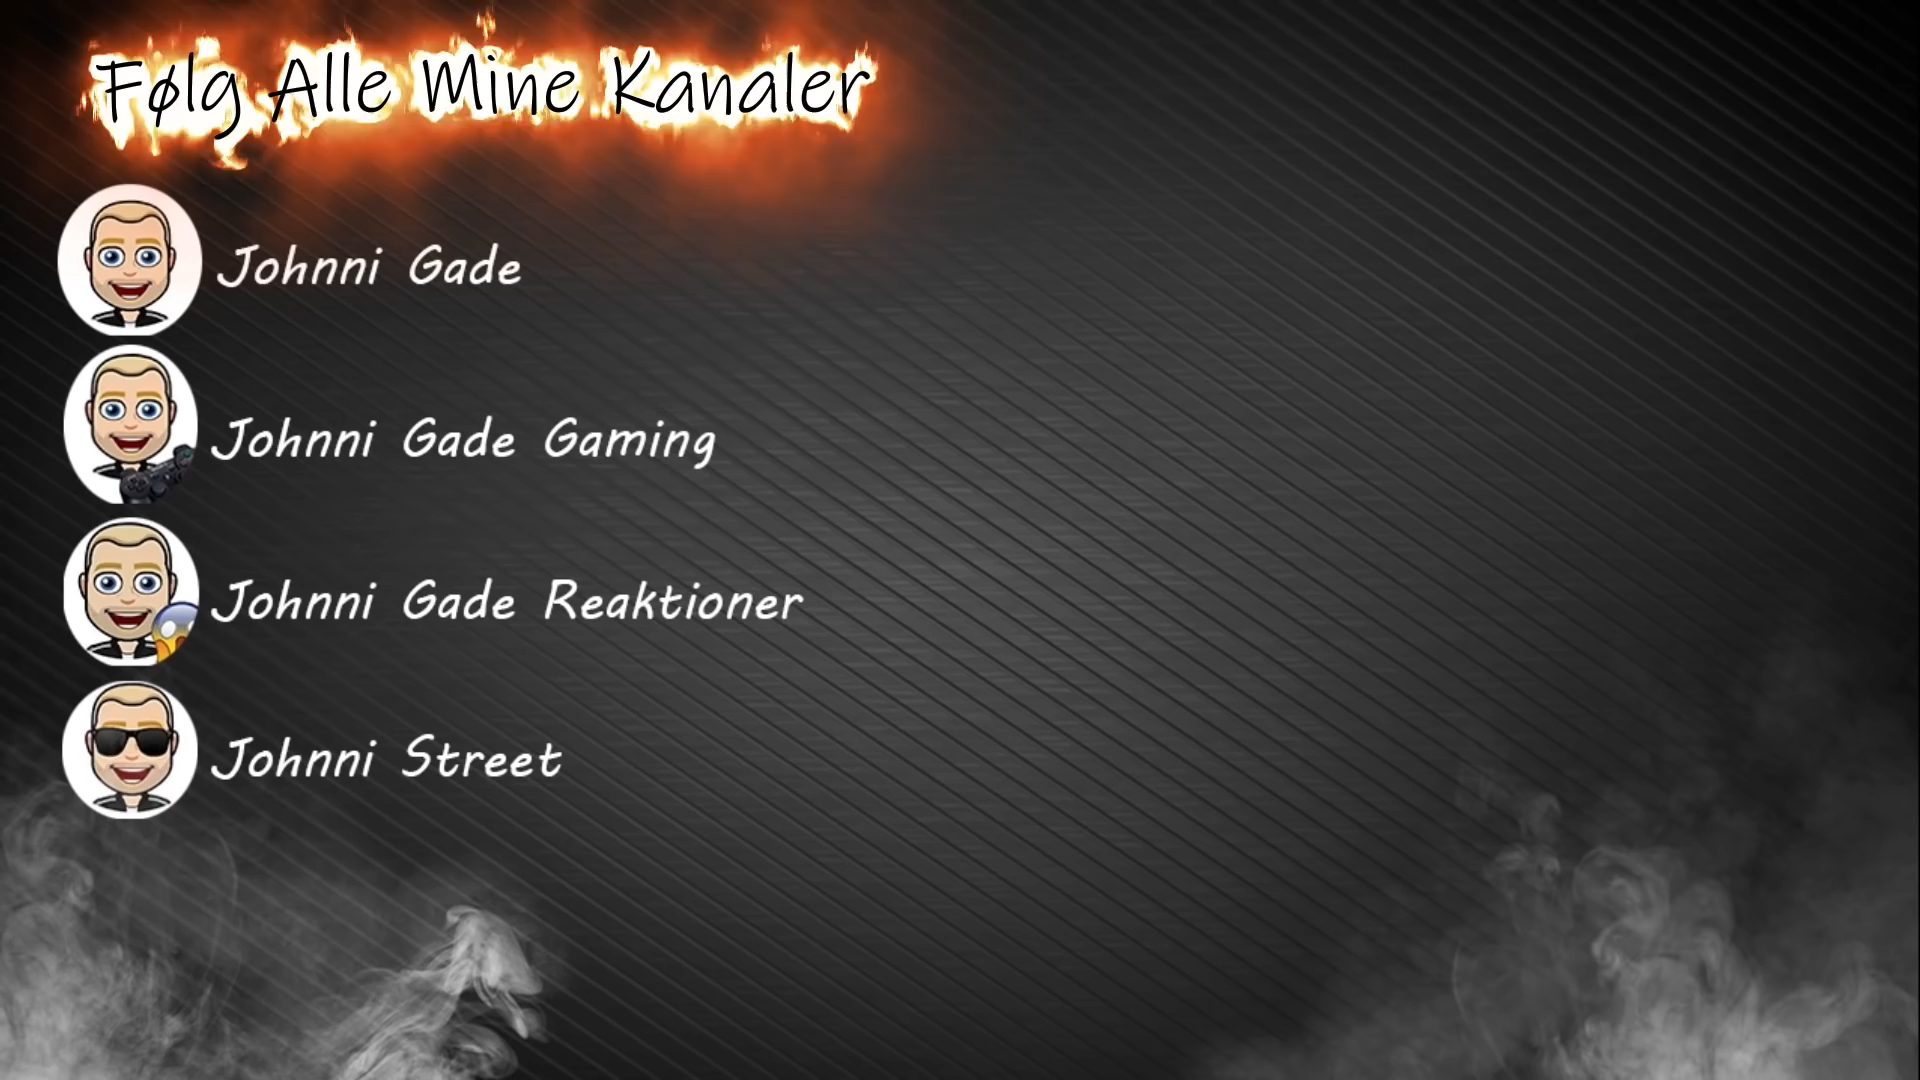 Følg Alle Mine Kanaler
Johnni Gade
Johnni Gade Gaming
Johnni Gade Reaktioner
Johnni Street